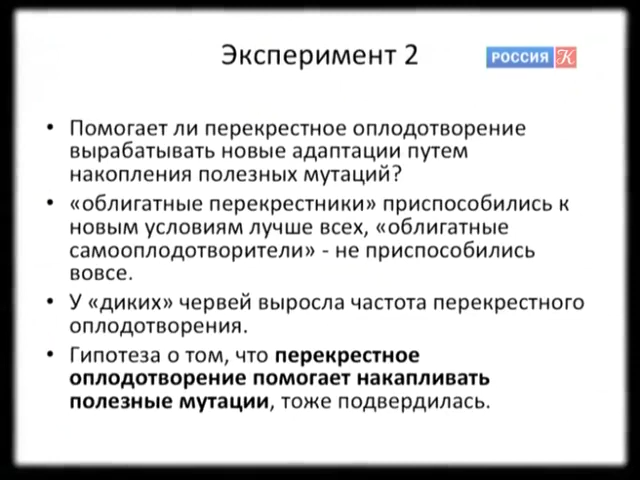 Эксперимент 2
РОССИЯ К
• Помогает ли перекрестное оплодотворение
вырабатывать новые адаптации путем
накопления полезных мутаций?
• «облигатные перекрестники» приспособились к
новым условиям лучше всех, «облигатные
самооплодотворители» - не приспособились
вовсе.
• У «диких» червей выросла частота перекрестного
оплодотворения.
• Гипотеза о том, что перекрестное
оплодотворение помогает накапливать
полезные мутации, тоже подвердилась.